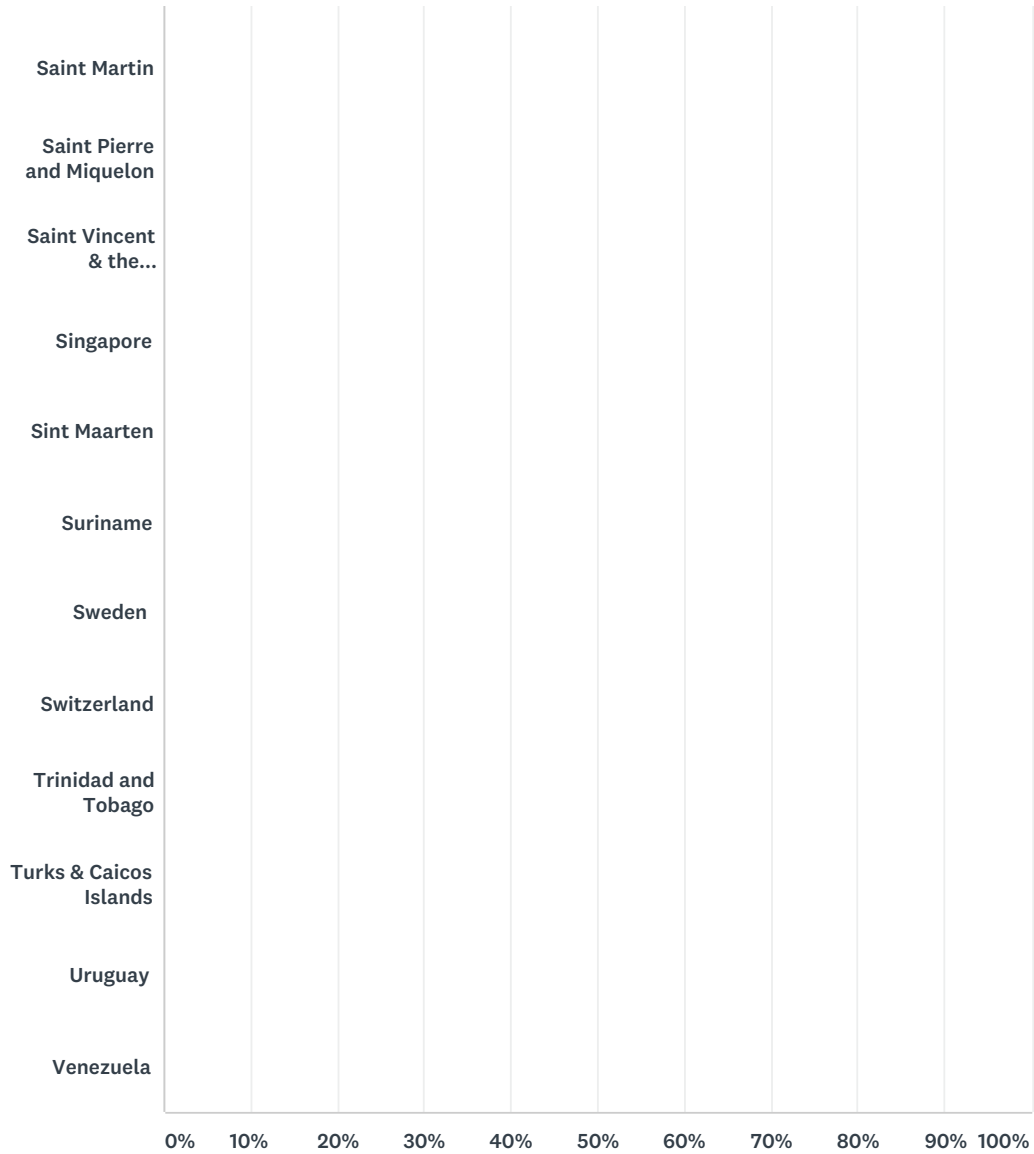 Saint Martin
Saint Pierre
and Miquelon
Saint Vincent
& the...
Singapore
Sint Maarten
Suriname
Sweden
Switzerland
Trinidad and
Tobago
Turks & Caicos
Islands
Uruguay
Venezuela
0% 10% 20% 30% 40% 50% 60% 70% 80% 90% 100%